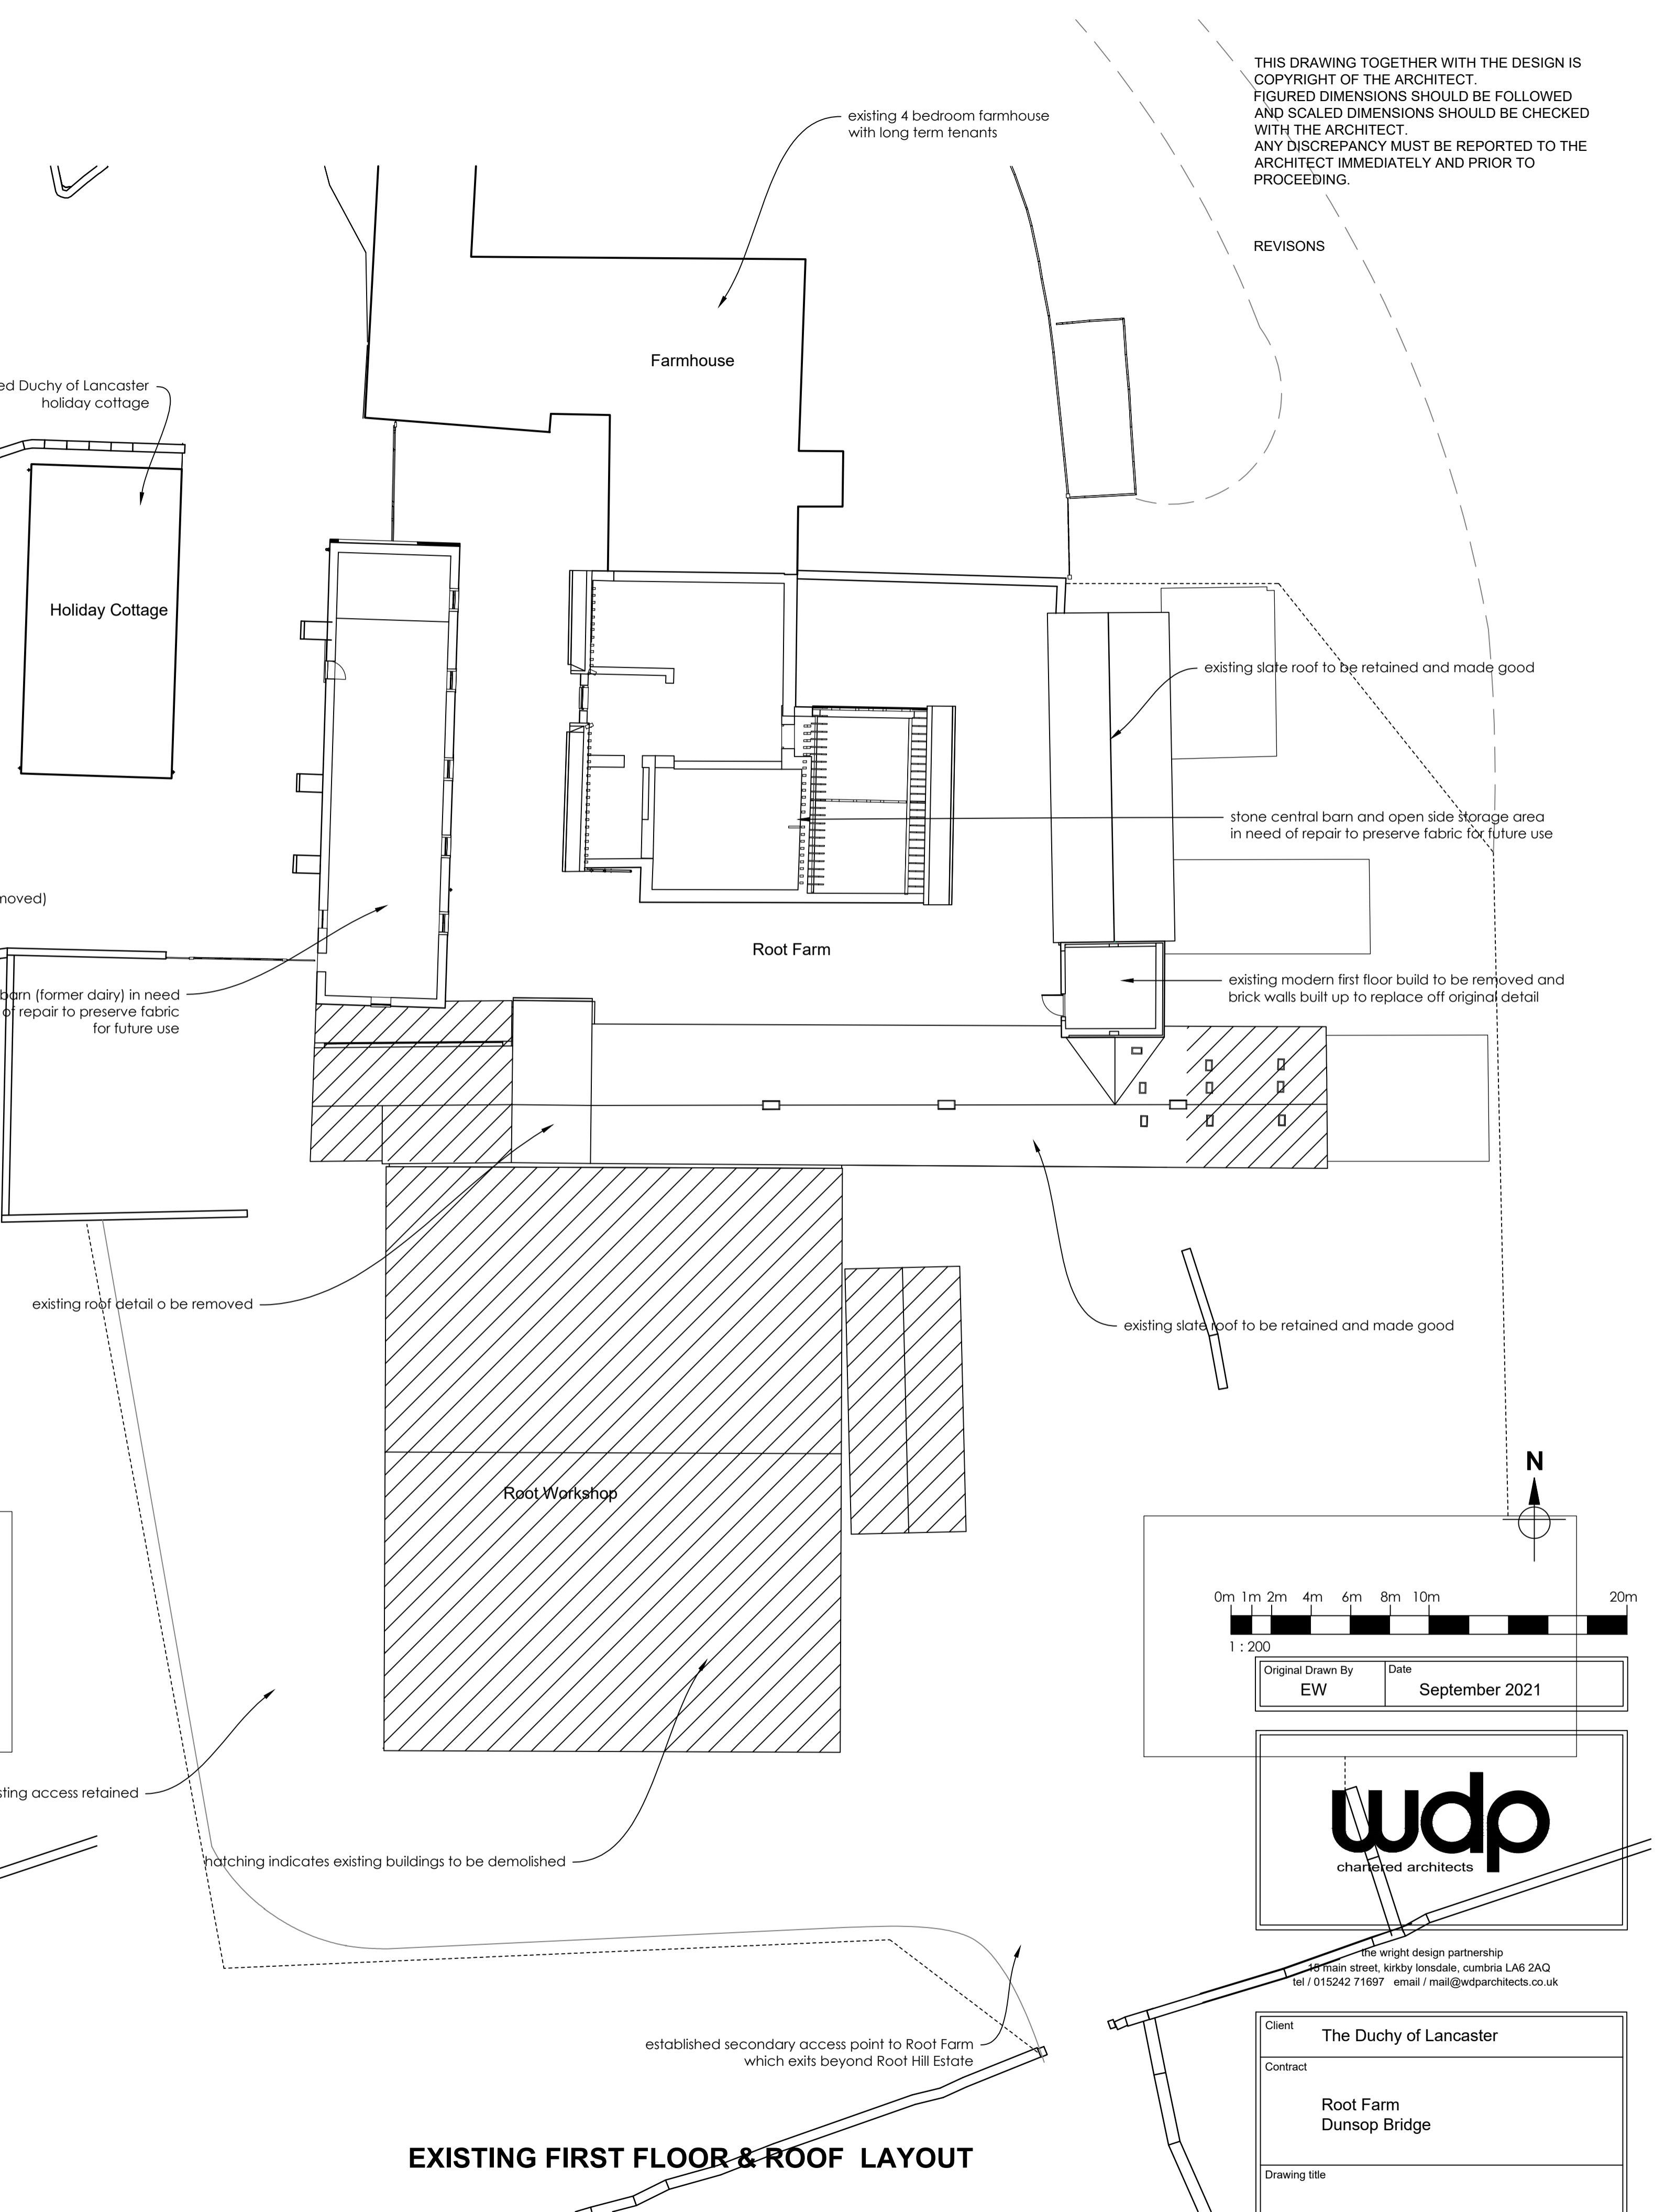 THIS DRAWING TOGETHER WITH THE DESIGN IS
COPYRIGHT OF THE ARCHITECT.
FIGURED DIMENSIONS SHOULD BE FOLLOWED
AND SCALED DIMENSIONS SHOULD BE CHECKED
WITH THE ARCHITECT.
ANY DISCREPANCY MUST BE REPORTED TO THE
ARCHITECT IMMEDIATELY AND PRIOR TO
PROCEEDING.
REVISONS
existing 4 bedroom farmhouse
with long term tenants
Farmhouse
ed Duchy of Lancaster
holiday cottage
Holiday Cottage
existing slate roof to be retained and made good
stone central barn and open side storage area
in need of repair to preserve fabric for future use
moved)
Root Farm
existing modern first floor build to be removed and
brick walls built up to replace off original detail
barn (former dairy) in need
of repair to preserve fabric
for future use
existing roof detail o be removed
existing slate roof to be retained and made good
Root Workshop
N
0m 1m 2m 4m 6m 8m 10m 20m
1 : 200
Original Drawn By
EW
Date
September 2021
sting access retained
wdp
chartered architects
hatching indicates existing buildings to be demolished
the wright design partnership
15 main street, kirkby lonsdale, cumbria LA6 2AQ
tel / 015242 71697 email / mail@wdparchitects.co.uk
established secondary access point to Root Farm
which exits beyond Root Hill Estate
Client
The Duchy of Lancaster
Contract
Root Farm
Dunsop Bridge
EXISTING FIRST FLOOR & ROOF LAYOUT
Drawing title